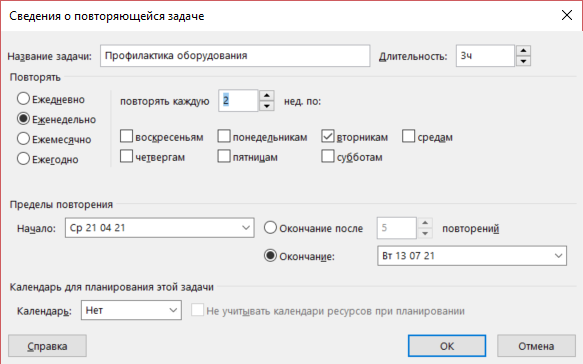 Сведения о повторяющейся задаче
Название задачи: Профилактика оборудования Длительность: 3ч
Повторять
Ежедневно повторять каждую 2 нед. по:
Еженедельно
воскресеньям понедельникам вторникам средам
Ежемесячно
четвергам пятницам субботам
Ежегодно
Пределы повторения
Начало: Ср 21 04 21 Окончание после 5 повторений
Окончание: Вт 13 07 21
Календарь для планирования этой задачи
Календарь: Нет Не учитывать календари ресурсов при планировании
Справка ОК Отмена